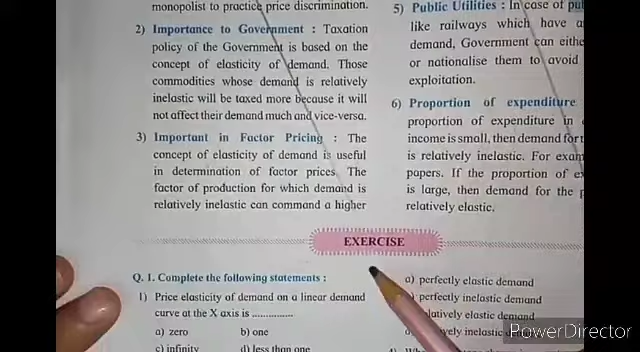 monopolist to practice price discrimination.
2) Importance to Government : Taxation
policy of the Government is based on the
concept of elasticity of demand. Those
commodities whose demand is relatively
inelastic will be taxed more because it will
not affect their demand much and vice-versa.
3) Important in Factor Pricing : The
concept of elasticity of demand is useful
in determination of factor prices. The
factor of production for which demand is
relatively inelastic can command a higher
5) Public Utilities : In case of
like railways which have a
demand, Government can
or nationalise them to avoid
exploitation.
6) Proportion of expenditure
proportion of expenditure in
income is small, then demand for
is relatively inelastic. For
papers. If the proportion of
is large, then demand for the
relatively elastic.
EXERCISE
Q. 1. Complete the following statements :
1) Price elasticity of demand on a linear demand
curve at the X axis is ..............
a) zero b) one
c) infinity d) less than one
a) perfectly elastic demand
perfectly inelastic demand
elastic demand
PowerDirector